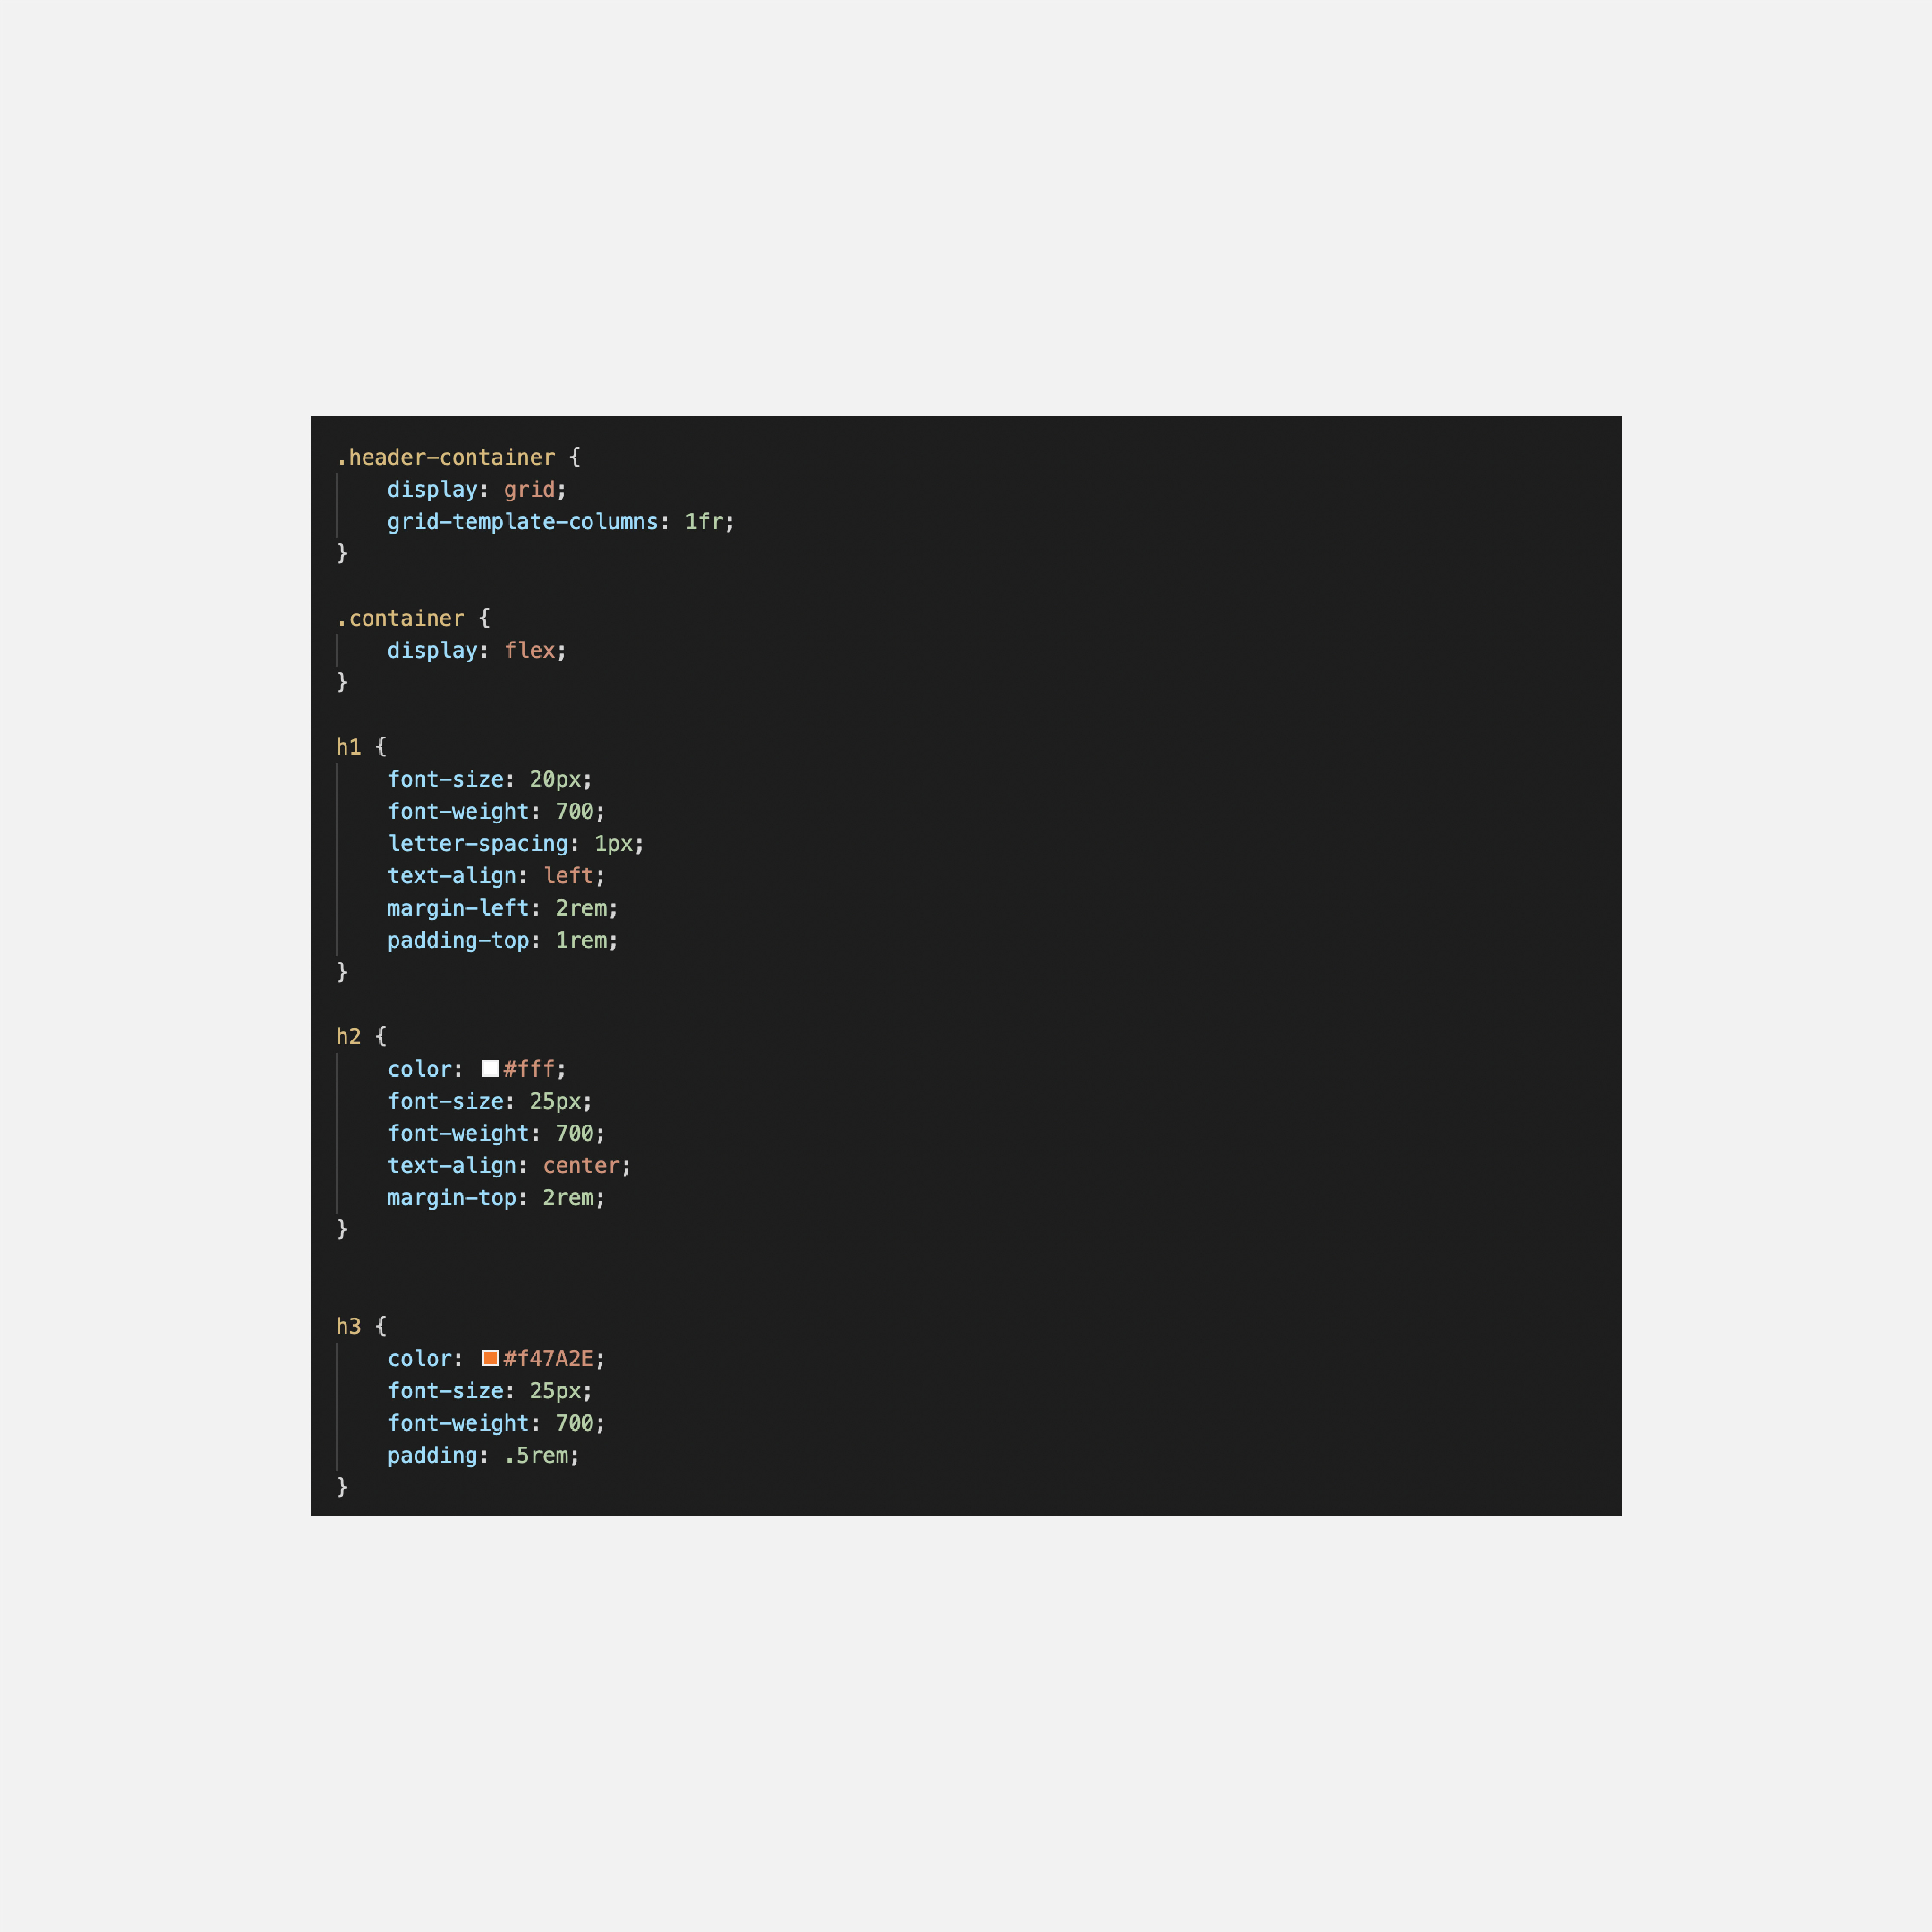 .header-container {
    display: grid;
    grid-template-columns: 1fr;
}
.container {
    display: flex;
}
h1 {
    font-size: 20px;
    font-weight: 700;
    letter-spacing: 1px;
    text-align: left;
    margin-left: 2rem;
    padding-top: 1rem;
}
h2 {
    color: #fff;
    font-size: 25px;
    font-weight: 700;
    text-align: center;
    margin-top: 2rem;
}
h3 {
    color: #f47A2E;
    font-size: 25px;
    font-weight: 700;
    padding: .5rem;
}